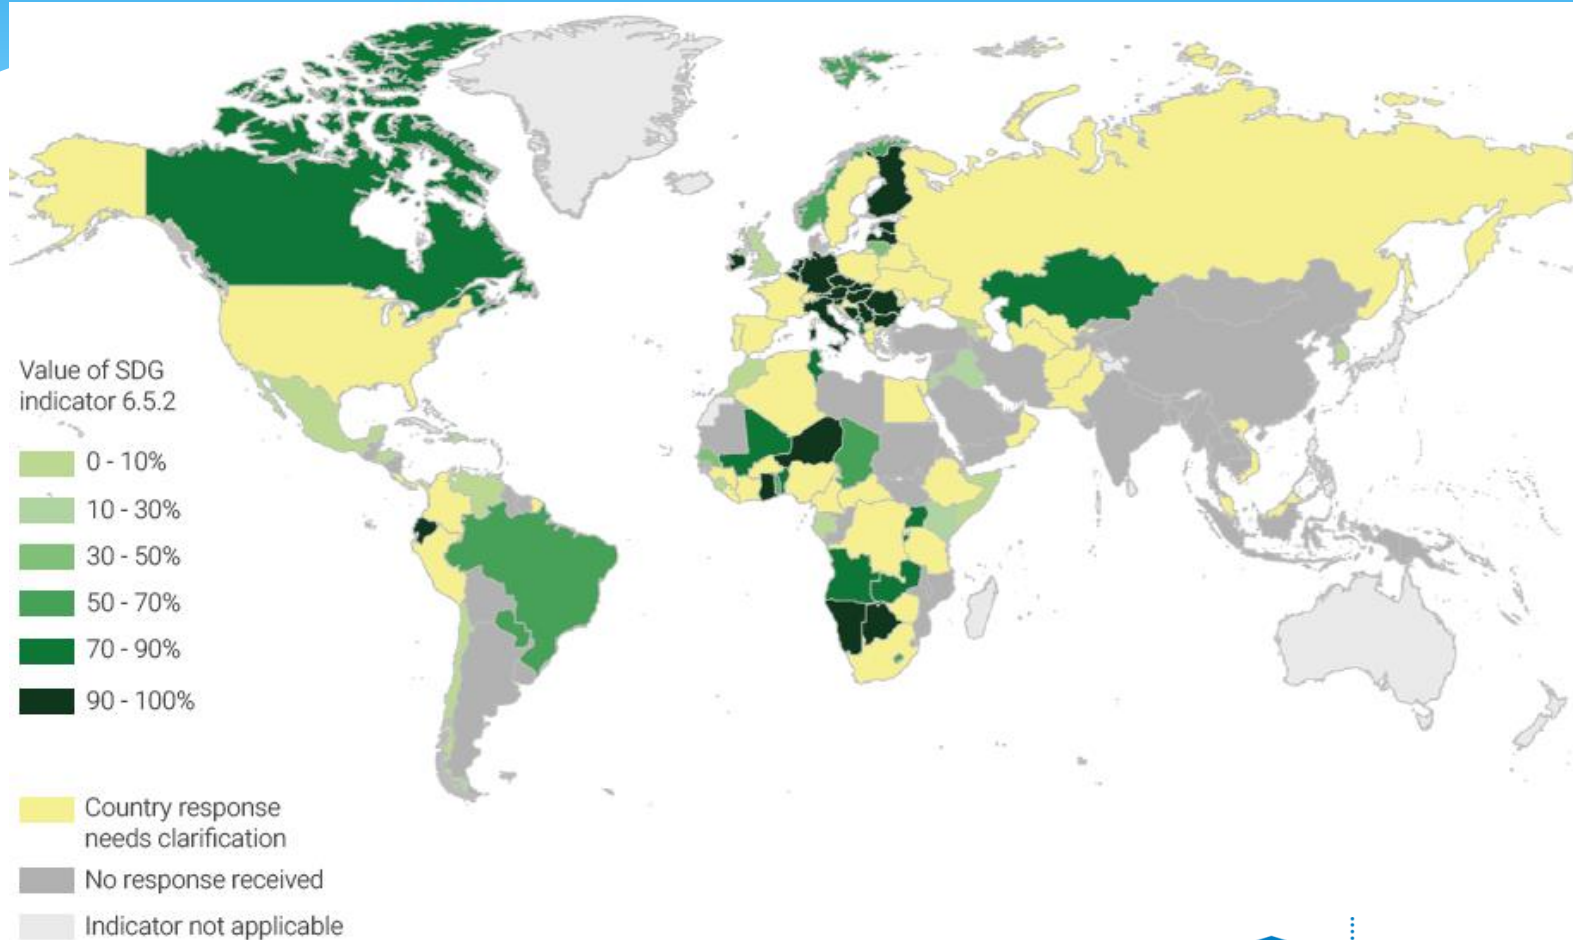 Value of SDG
indicator 6.5.2
0 - 10%
10 - 30%
30 - 50%
50 - 70%
70 - 90%
90 - 100%
Country response
needs clarification
No response received
Indicator not applicable